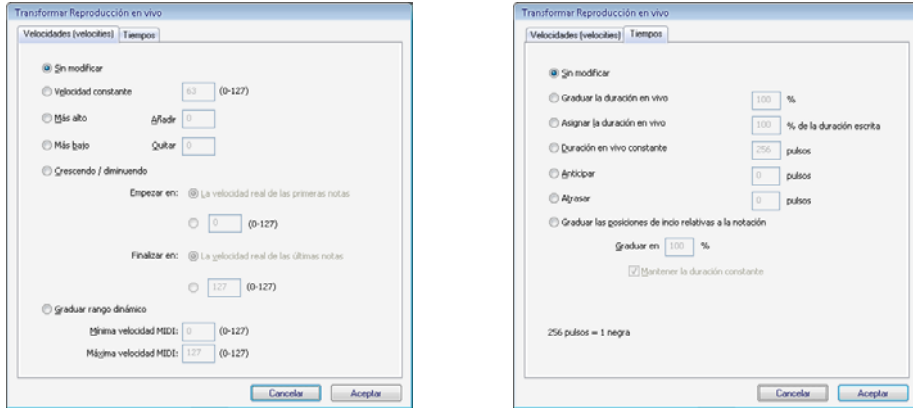 Transformar Reproducción en vivo
Velocidades (velocities) Tiempos
Sin modificar
Velocidad constante 63 (0-127)
Más alto Añadir 0
Más bajo Quitar 0
Crescendo / diminuendo
Empezar en: La velocidad real de las primeras notas
0 (0-127)
Finalizar en: La velocidad real de las últimas notas
127 (0-127)
Graduar rango dinámico
Mínima velocidad MIDI: 0 (0-127)
Máxima velocidad MIDI: 127 (0-127)
Cancelar Aceptar
Transformar Reproducción en vivo
Velocidades (velocities) Tiempos
Sin modificar
Graduar la duración en vivo 100 %
Asignar la duración en vivo 100 % de la duración escrita
Duración en vivo constante 256 pulsos
Anticipar 0 pulsos
Atrasar 0 pulsos
Graduar las posiciones de incio relativas a la notación
Graduar en 100 %
Mantener la duración constante
256 pulsos = 1 negra
Cancelar Aceptar